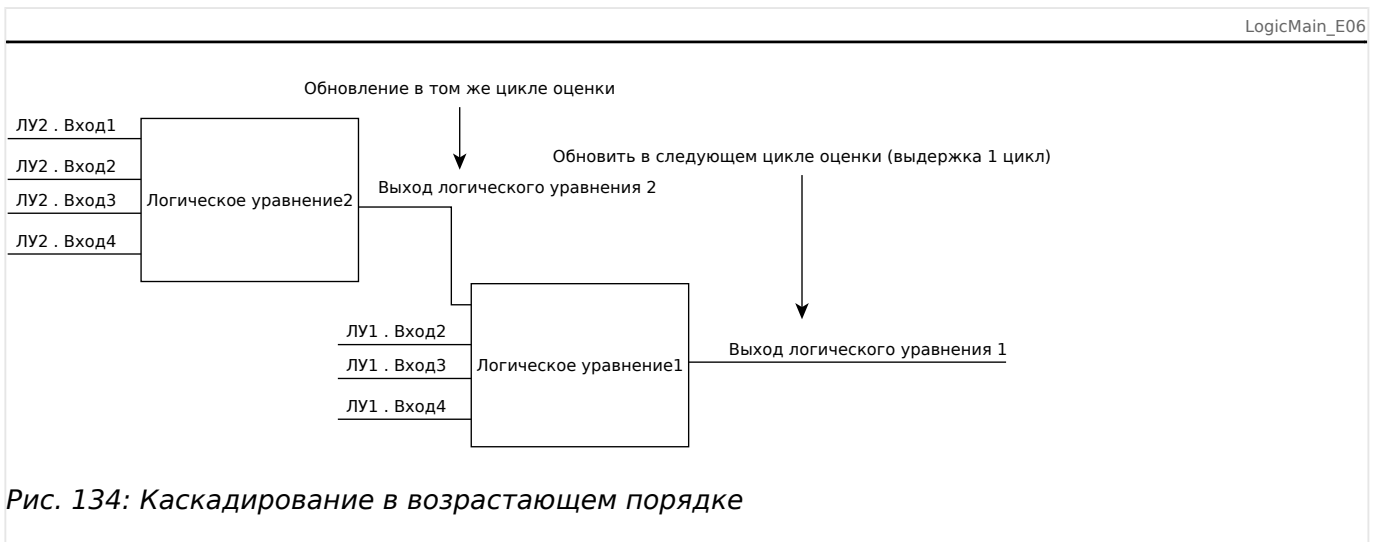 LogicMain_E06
Обновление в том же цикле оценки
ЛУ2 . Вход1
Обновить в следующем цикле оценки (выдержка 1 цикл)
ЛУ2 . Вход2
Выход логического уравнения 2
ЛУ2 . Вход3
Логическое уравнение2
ЛУ2 . Вход4
ЛУ1 . Вход2
Выход логического уравнения 1
ЛУ1 . Вход3
Логическое уравнение1
ЛУ1 . Вход4
Рис. 134: Каскадирование в возрастающем порядке